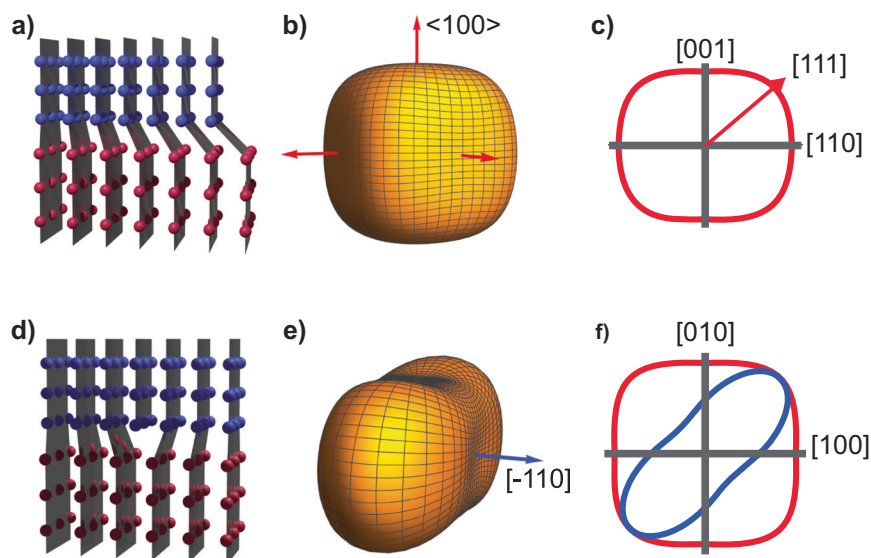 a)
b)
<100>
c)
[001]
[111]
[110]
d)
e)
[-110]
f)
[010]
[100]